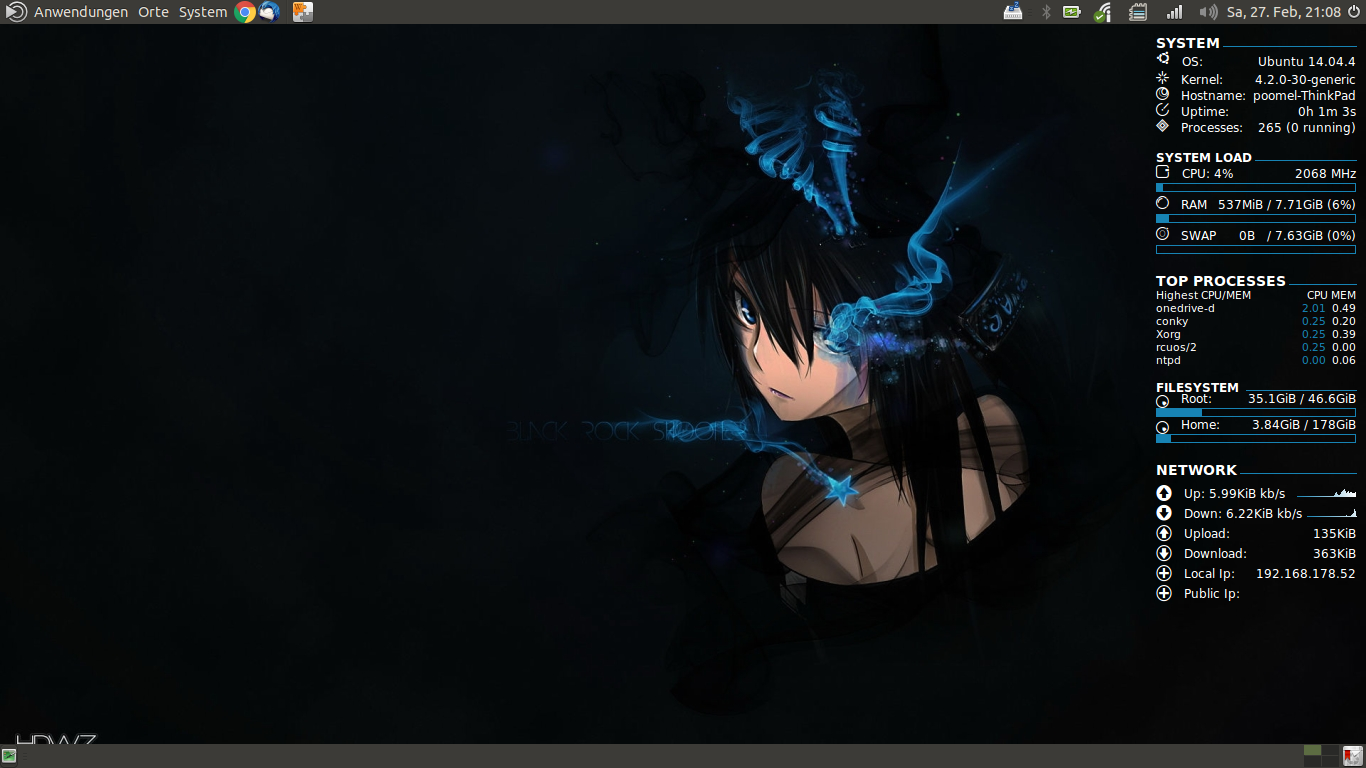 Anwendungen Orte System Sa, 27. Feb, 21:08
SYSTEM
OS: Ubuntu 14.04.4
Kernel: 4.2.0-30-generic
Hostname: poomel-ThinkPad
Uptime: 0h 1m 3s
Processes: 265 (0 running)
SYSTEM LOAD
CPU: 4% 2068 MHz
RAM 537MiB / 7.71GiB (6%)
SWAP 0B / 7.63GiB (0%)
TOP PROCESSES
Highest CPU/MEM CPU MEM
onedrive-d 2.01 0.49
conky 0.25 0.20
Xorg 0.25 0.39
rcuos/2 0.25 0.00
ntpd 0.00 0.06
FILESYSTEM
Root: 35.1GiB / 46.6GiB
Home: 3.84GiB / 178GiB
NETWORK
Up: 5.99KiB kb/s
Down: 6.22KiB kb/s
Upload: 135KiB
Download: 363KiB
Local Ip: 192.168.178.52
Public Ip:
BLACK ROCK SHOOTER
HDWZ